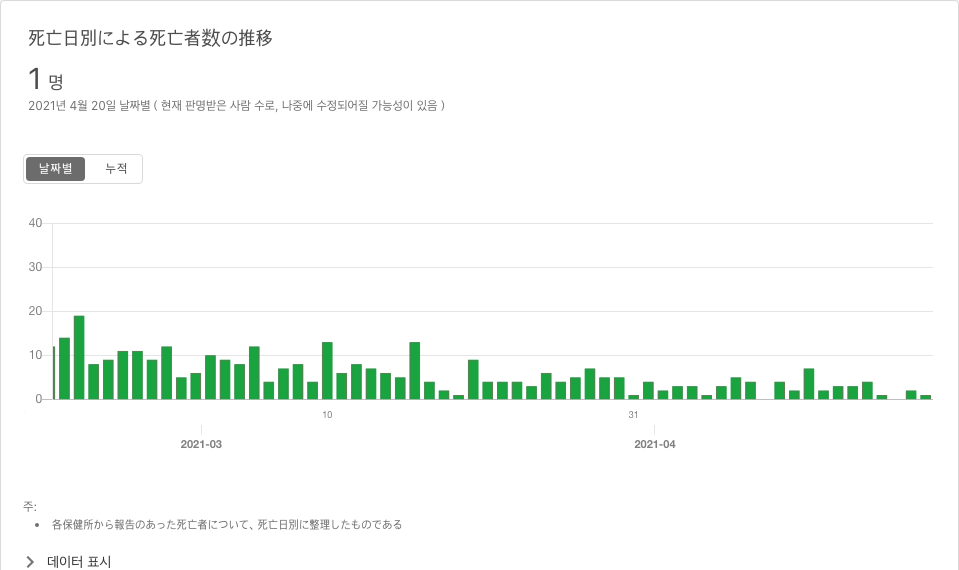 死亡日別による死亡者数の推移
1 명
2021년 4월 20일 날짜별 ( 현재 판명받은 사람 수로, 나중에 수정되어질 가능성이 있음 )
날짜별 누적
40
30
20
10
0
10 31
2021-03 2021-04
주:
• 各保健所から報告のあった死亡者について、死亡日別に整理したものである
데이터 표시